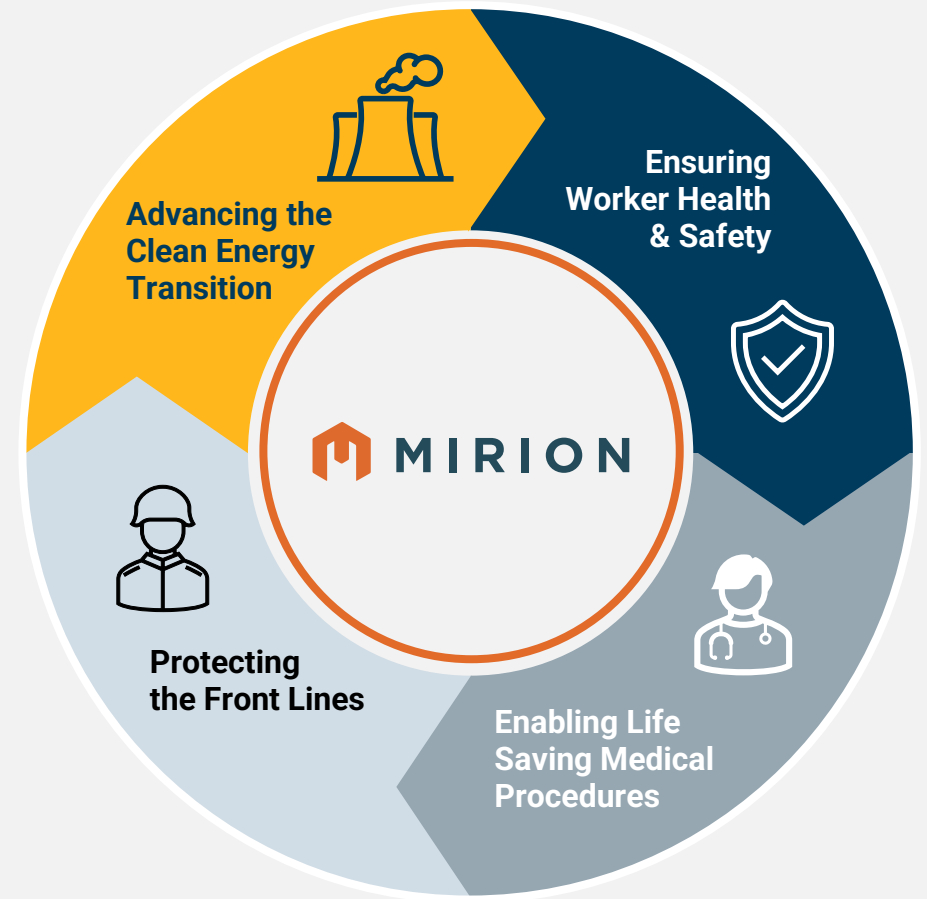 Advancing the
Clean Energy
Transition
Ensuring
Worker Health
& Safety
MIRION
Protecting
the Front Lines
Enabling Life
Saving Medical
Procedures